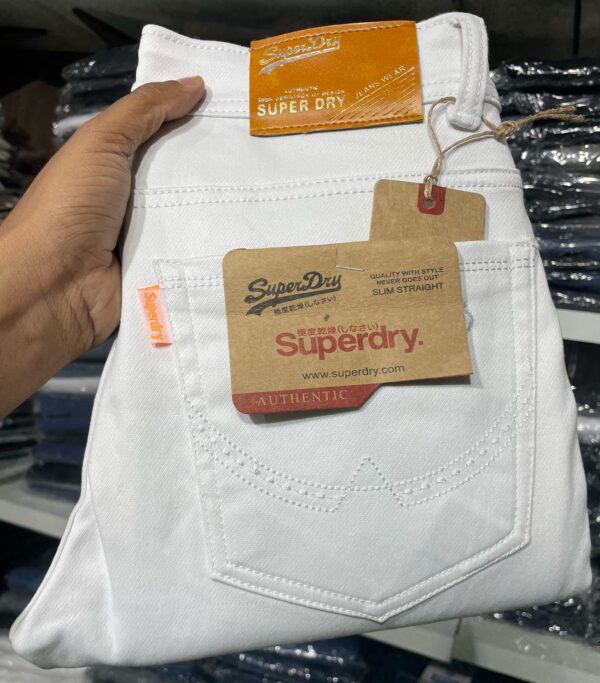 SuperDry
AUTHENTIC
SUPER DRY
JEANS WEAR
SuperDry
極度乾燥(しなさい)
QUALITY WITH STYLE
NEVER GOES OUT
SLIM STRAIGHT
極度乾燥(しなさい)
Superdry.
www.superdry.com
AUTHENTIC
Superdry